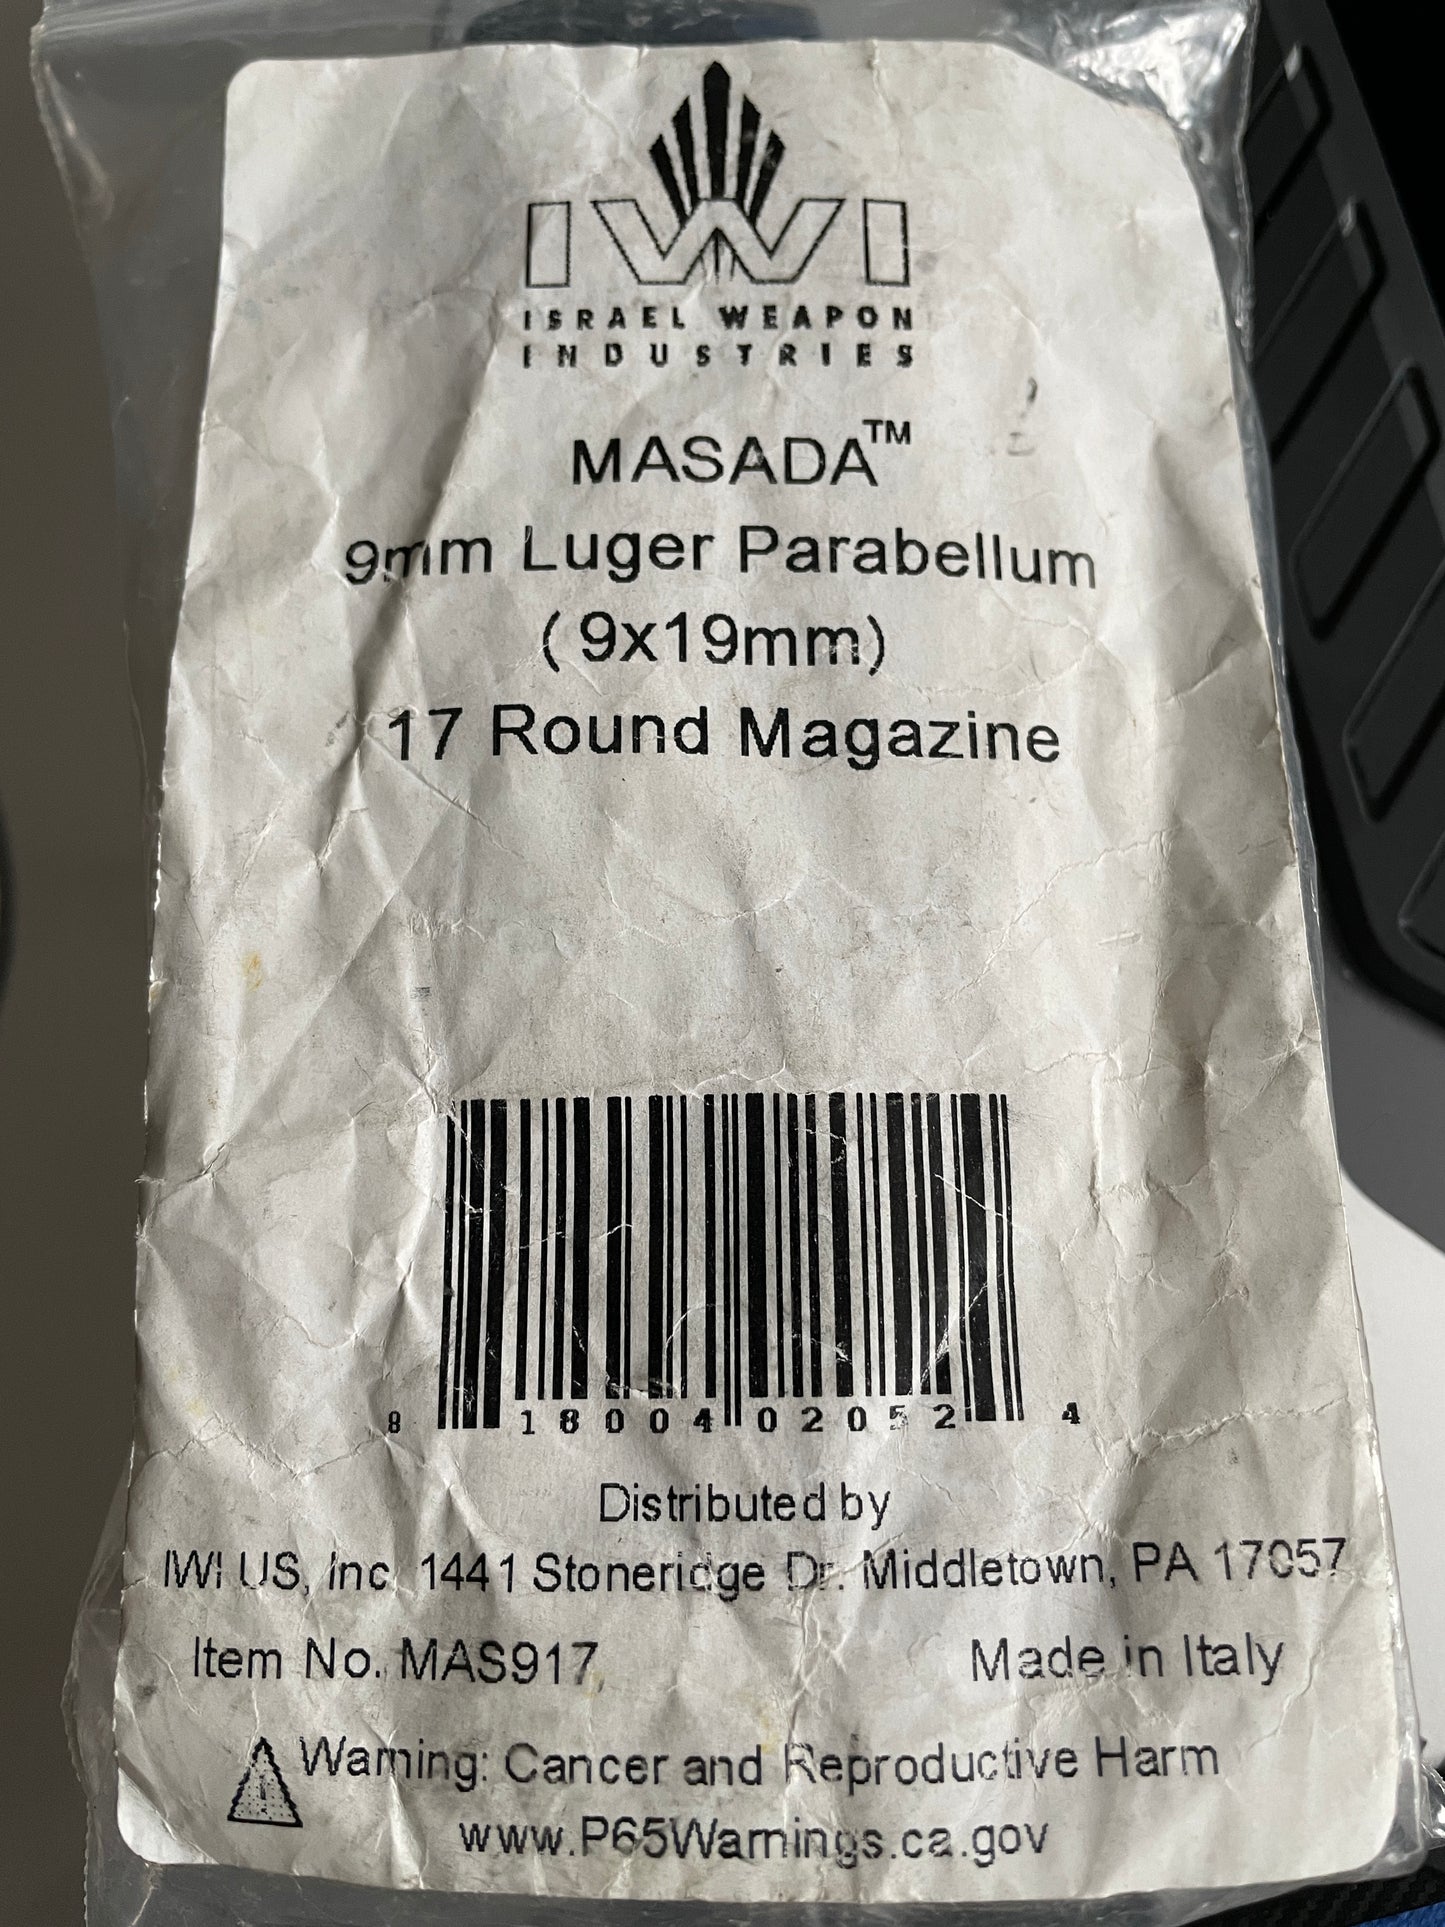 IWI
ISRAEL WEAPON
INDUSTRIES
MASADA™
9mm Luger Parabellum
( 9x19mm)
17 Round Magazine
8 18004 02052 4
Distributed by
IWI US, Inc. 1441 Stoneridge Dr. Middletown, PA 17057
Item No. MAS917
Made in Italy
Warning: Cancer and Reproductive Harm
www.P65Warnings.ca.gov